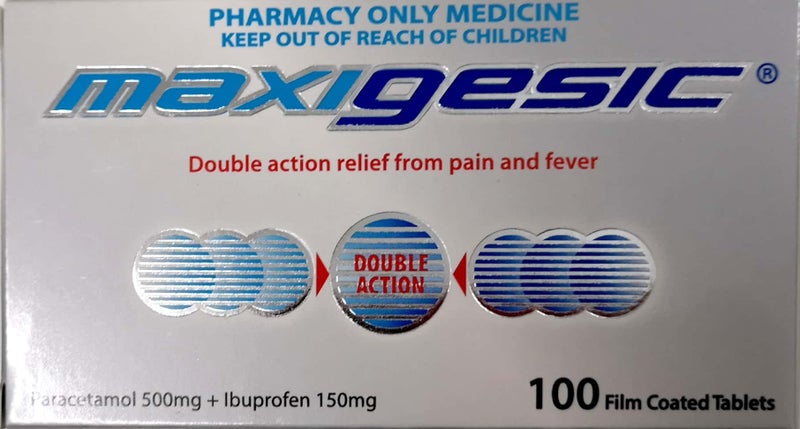 PHARMACY ONLY MEDICINE
KEEP OUT OF REACH OF CHILDREN
maxigesic®
Double action relief from pain and fever
DOUBLE
ACTION
Paracetamol 500mg + Ibuprofen 150mg
100 Film Coated Tablets